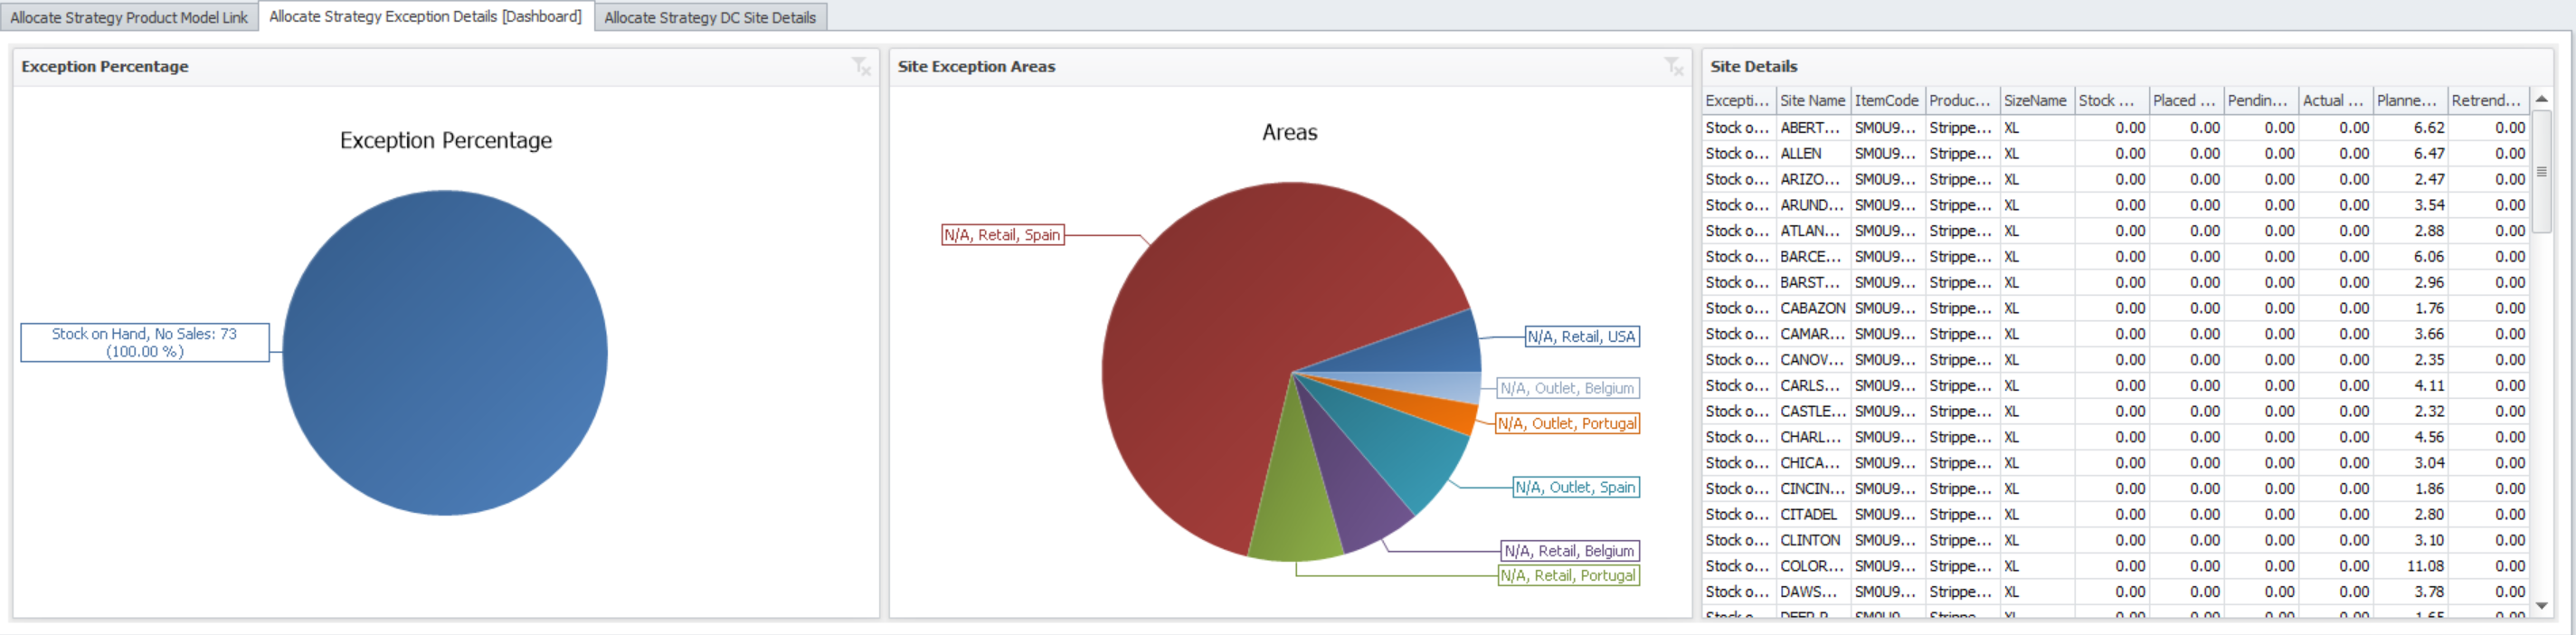 Allocate Strategy Product Model Link Allocate Strategy Exception Details [Dashboard] Allocate Strategy DC Site Details
Exception Percentage
Exception Percentage
Stock on Hand, No Sales: 73
(100.00 %)
Site Exception Areas
Areas
N/A, Retail, Spain
N/A, Retail, USA
N/A, Outlet, Belgium
N/A, Outlet, Portugal
N/A, Outlet, Spain
N/A, Retail, Belgium
N/A, Retail, Portugal
Site Details
Excepti... Site Name ItemCode Produc... SizeName Stock ... Placed ... Pendin... Actual ... Planne... Retrend...
Stock o... ABERT... SM0U9... Strippe... XL 0.00 0.00 0.00 0.00 6.62 0.00
Stock o... ALLEN SM0U9... Strippe... XL 0.00 0.00 0.00 0.00 6.47 0.00
Stock o... ARIZO... SM0U9... Strippe... XL 0.00 0.00 0.00 0.00 2.47 0.00
Stock o... ARUND... SM0U9... Strippe... XL 0.00 0.00 0.00 0.00 3.54 0.00
Stock o... ATLAN... SM0U9... Strippe... XL 0.00 0.00 0.00 0.00 2.88 0.00
Stock o... BARCE... SM0U9... Strippe... XL 0.00 0.00 0.00 0.00 6.06 0.00
Stock o... BARST... SM0U9... Strippe... XL 0.00 0.00 0.00 0.00 2.96 0.00
Stock o... CABAZON SM0U9... Strippe... XL 0.00 0.00 0.00 0.00 1.76 0.00
Stock o... CAMAR... SM0U9... Strippe... XL 0.00 0.00 0.00 0.00 3.66 0.00
Stock o... CANOV... SM0U9... Strippe... XL 0.00 0.00 0.00 0.00 2.35 0.00
Stock o... CARLS... SM0U9... Strippe... XL 0.00 0.00 0.00 0.00 4.11 0.00
Stock o... CASTLE... SM0U9... Strippe... XL 0.00 0.00 0.00 0.00 2.32 0.00
Stock o... CHARL... SM0U9... Strippe... XL 0.00 0.00 0.00 0.00 4.56 0.00
Stock o... CHICA... SM0U9... Strippe... XL 0.00 0.00 0.00 0.00 3.04 0.00
Stock o... CINCIN... SM0U9... Strippe... XL 0.00 0.00 0.00 0.00 1.86 0.00
Stock o... CITADEL SM0U9... Strippe... XL 0.00 0.00 0.00 0.00 2.80 0.00
Stock o... CLINTON SM0U9... Strippe... XL 0.00 0.00 0.00 0.00 3.10 0.00
Stock o... COLOR... SM0U9... Strippe... XL 0.00 0.00 0.00 0.00 11.08 0.00
Stock o... DAWS... SM0U9... Strippe... XL 0.00 0.00 0.00 0.00 3.78 0.00